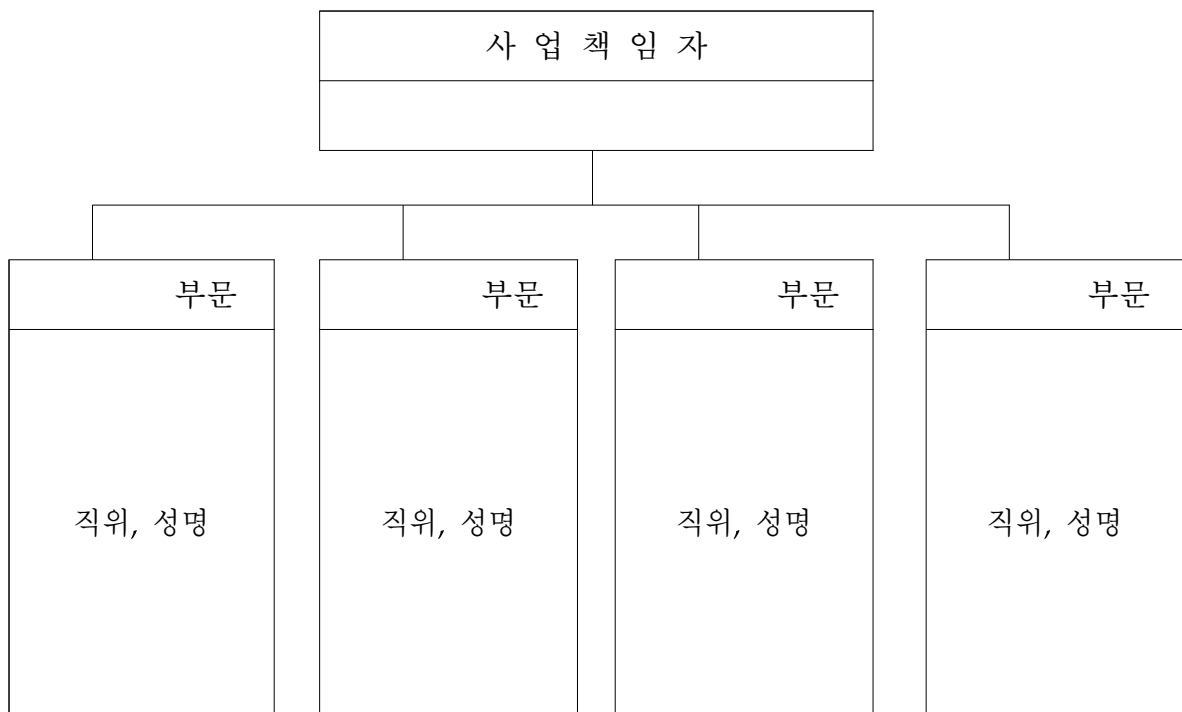 사 업 책 임 자
부문 부문 부문 부문
직위, 성명 직위, 성명 직위, 성명 직위, 성명